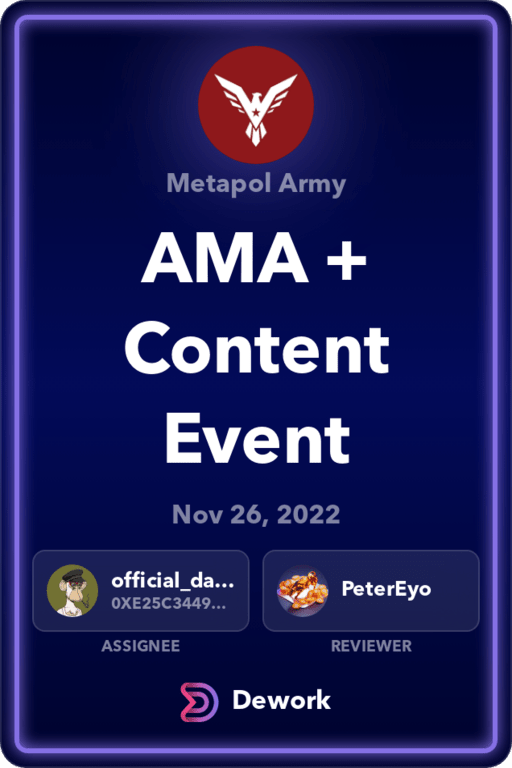 Metapol Army
AMA +
Content
Event
Nov 26, 2022
official_da...
0XE25C3449...
ASSIGNEE
PeterEyo
REVIEWER
Dework